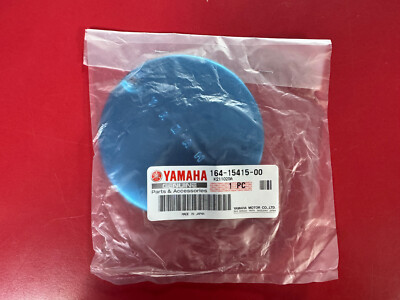 YAMAHA
GENUINE
Parts & Accessories
164-15415-00
1 PC
MADE IN JAPAN
YAMAHA MOTOR CO., LTD.